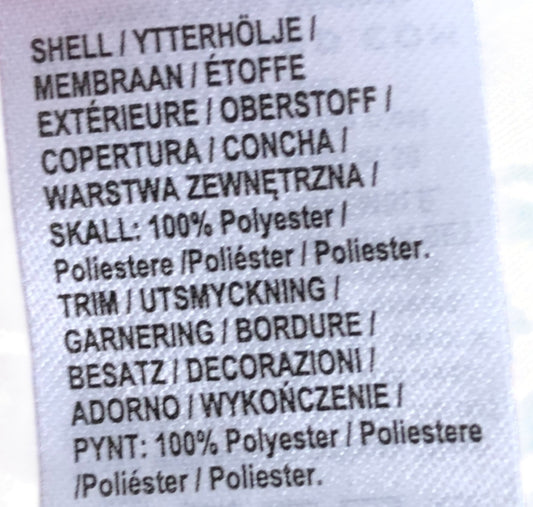 SHELL / YTTERHÖLJE /
MEMBRAAN / ÉTOFFE
EXTÉRIEURE / OBERSTOFF /
COPERTURA / CONCHA /
WARSTWA ZEWNĘTRZNA /
SKALL: 100% Polyester /
Poliestere /Poliéster / Poliester.
TRIM / UTSMYCKNING /
GARNERING / BORDURE /
BESATZ / DECORAZIONI /
ADORNO / WYKOŃCZENIE /
PYNT: 100% Polyester / Poliestere
/Poliéster / Poliester.